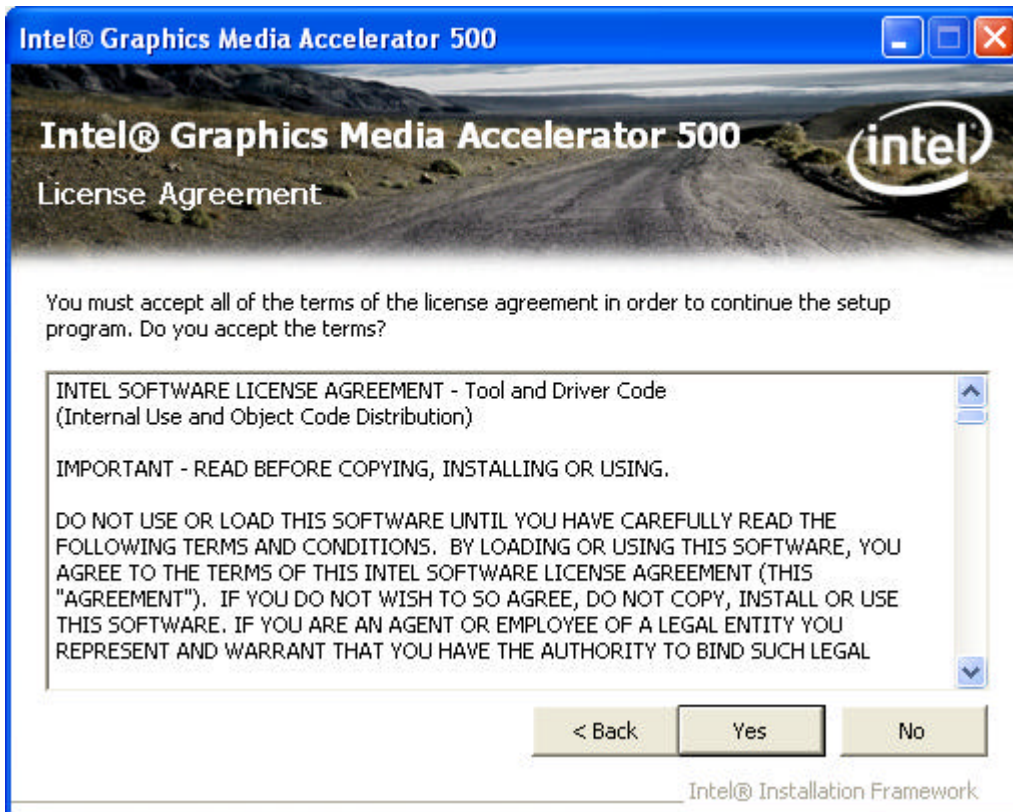 Intel® Graphics Media Accelerator 500
Intel® Graphics Media Accelerator 500
intel
License Agreement
You must accept all of the terms of the license agreement in order to continue the setup
program. Do you accept the terms?
INTEL SOFTWARE LICENSE AGREEMENT - Tool and Driver Code
(Internal Use and Object Code Distribution)
IMPORTANT - READ BEFORE COPYING, INSTALLING OR USING.
DO NOT USE OR LOAD THIS SOFTWARE UNTIL YOU HAVE CAREFULLY READ THE
FOLLOWING TERMS AND CONDITIONS.  BY LOADING OR USING THIS SOFTWARE, YOU
AGREE TO THE TERMS OF THIS INTEL SOFTWARE LICENSE AGREEMENT (THIS
"AGREEMENT").  IF YOU DO NOT WISH TO SO AGREE, DO NOT COPY, INSTALL OR USE
THIS SOFTWARE. IF YOU ARE AN AGENT OR EMPLOYEE OF A LEGAL ENTITY YOU
REPRESENT AND WARRANT THAT YOU HAVE THE AUTHORITY TO BIND SUCH LEGAL
< Back
Yes
No
Intel® Installation Framework